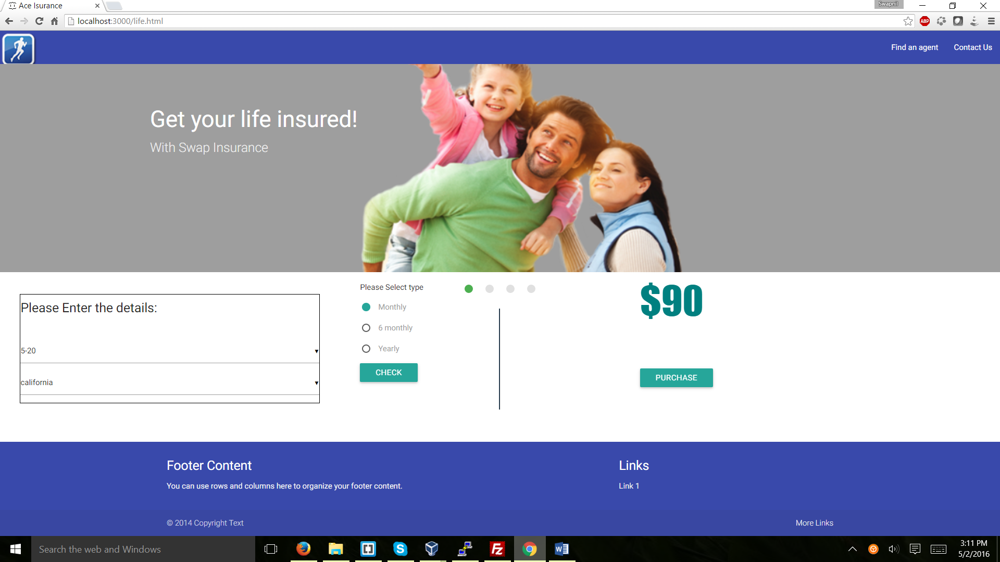 Ace Isurance
Swapnil
localhost:3000/life.html
ABP
Find an agent
Contact Us
Get your life insured!
With Swap Insurance
Please Enter the details:
5-20
california
Please Select type
Monthly
6 monthly
Yearly
CHECK
$90
PURCHASE
Footer Content
You can use rows and columns here to organize your footer content.
Links
Link 1
© 2014 Copyright Text
More Links
Search the web and Windows
3:11 PM
5/2/2016